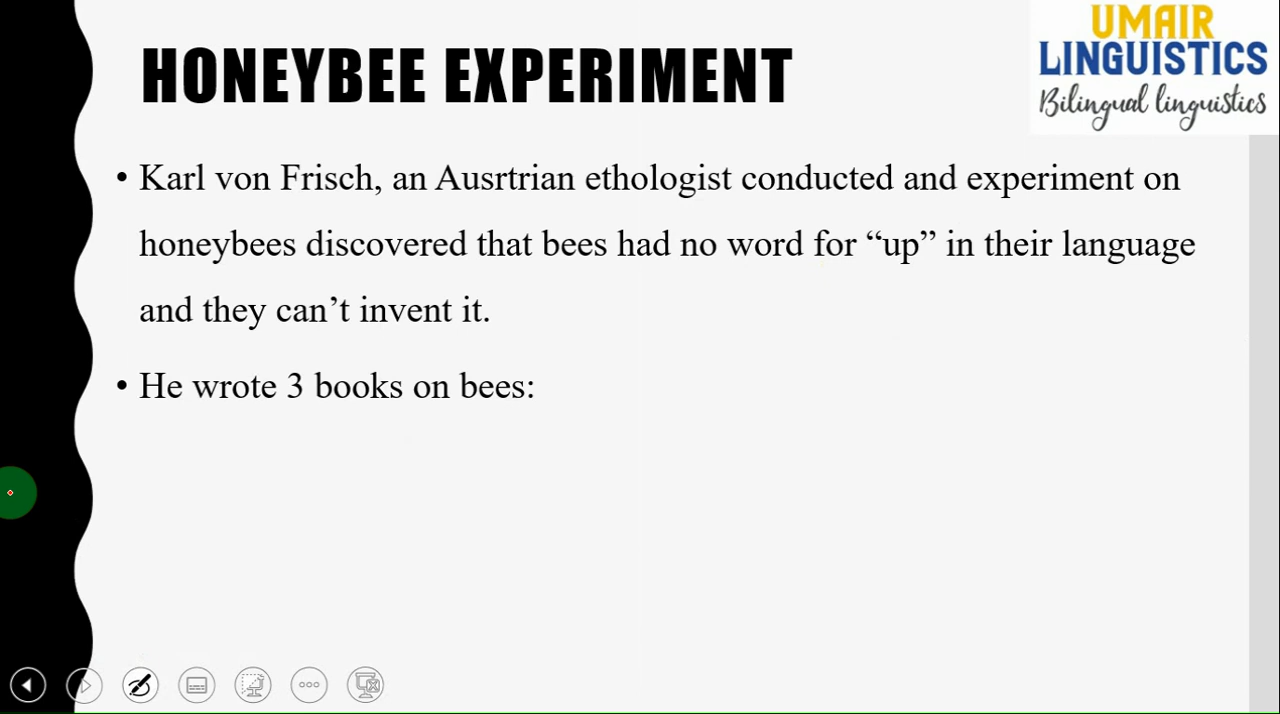 UMAIR
LINGUISTICS
Bilingual linguistics
HONEYBEE EXPERIMENT
• Karl von Frisch, an Ausrtrian ethologist conducted and experiment on
honeybees discovered that bees had no word for “up” in their language
and they can’t invent it.
• He wrote 3 books on bees: